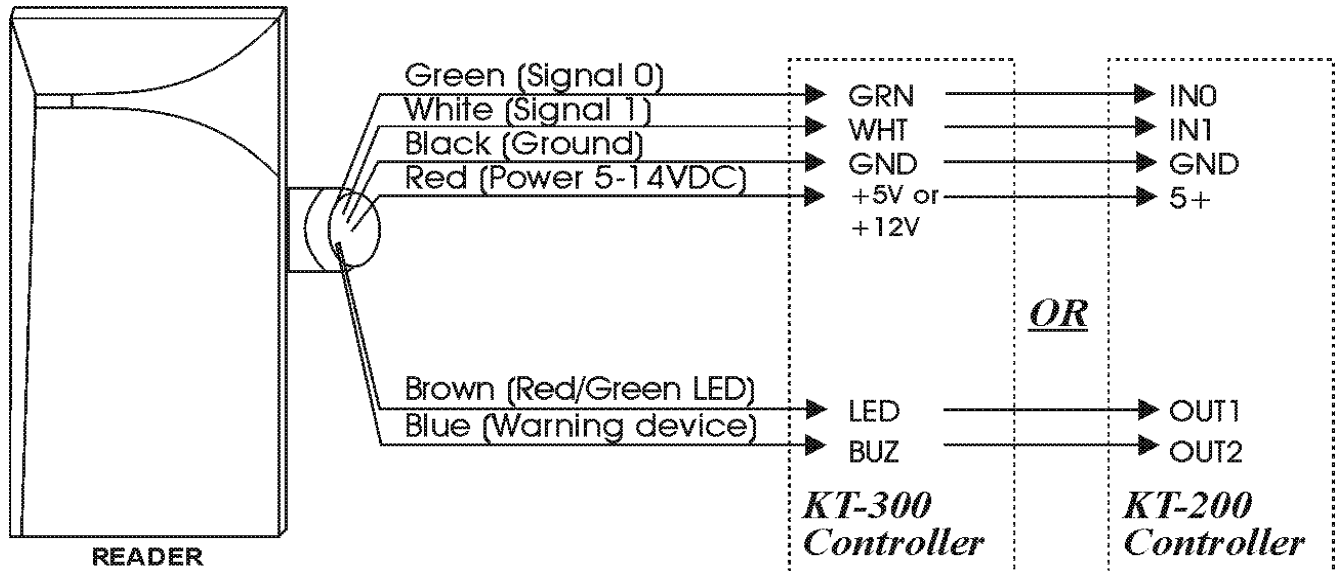 Green (Signal 0)
White (Signal 1)
Black (Ground)
Red (Power 5-14VDC)
Brown (Red/Green LED)
Blue (Warning device)
READER
GRN
WHT
GND
+5V or
+12V
LED
BUZ
KT-300
Controller
OR
IN0
IN1
GND
5+
OUT1
OUT2
KT-200
Controller